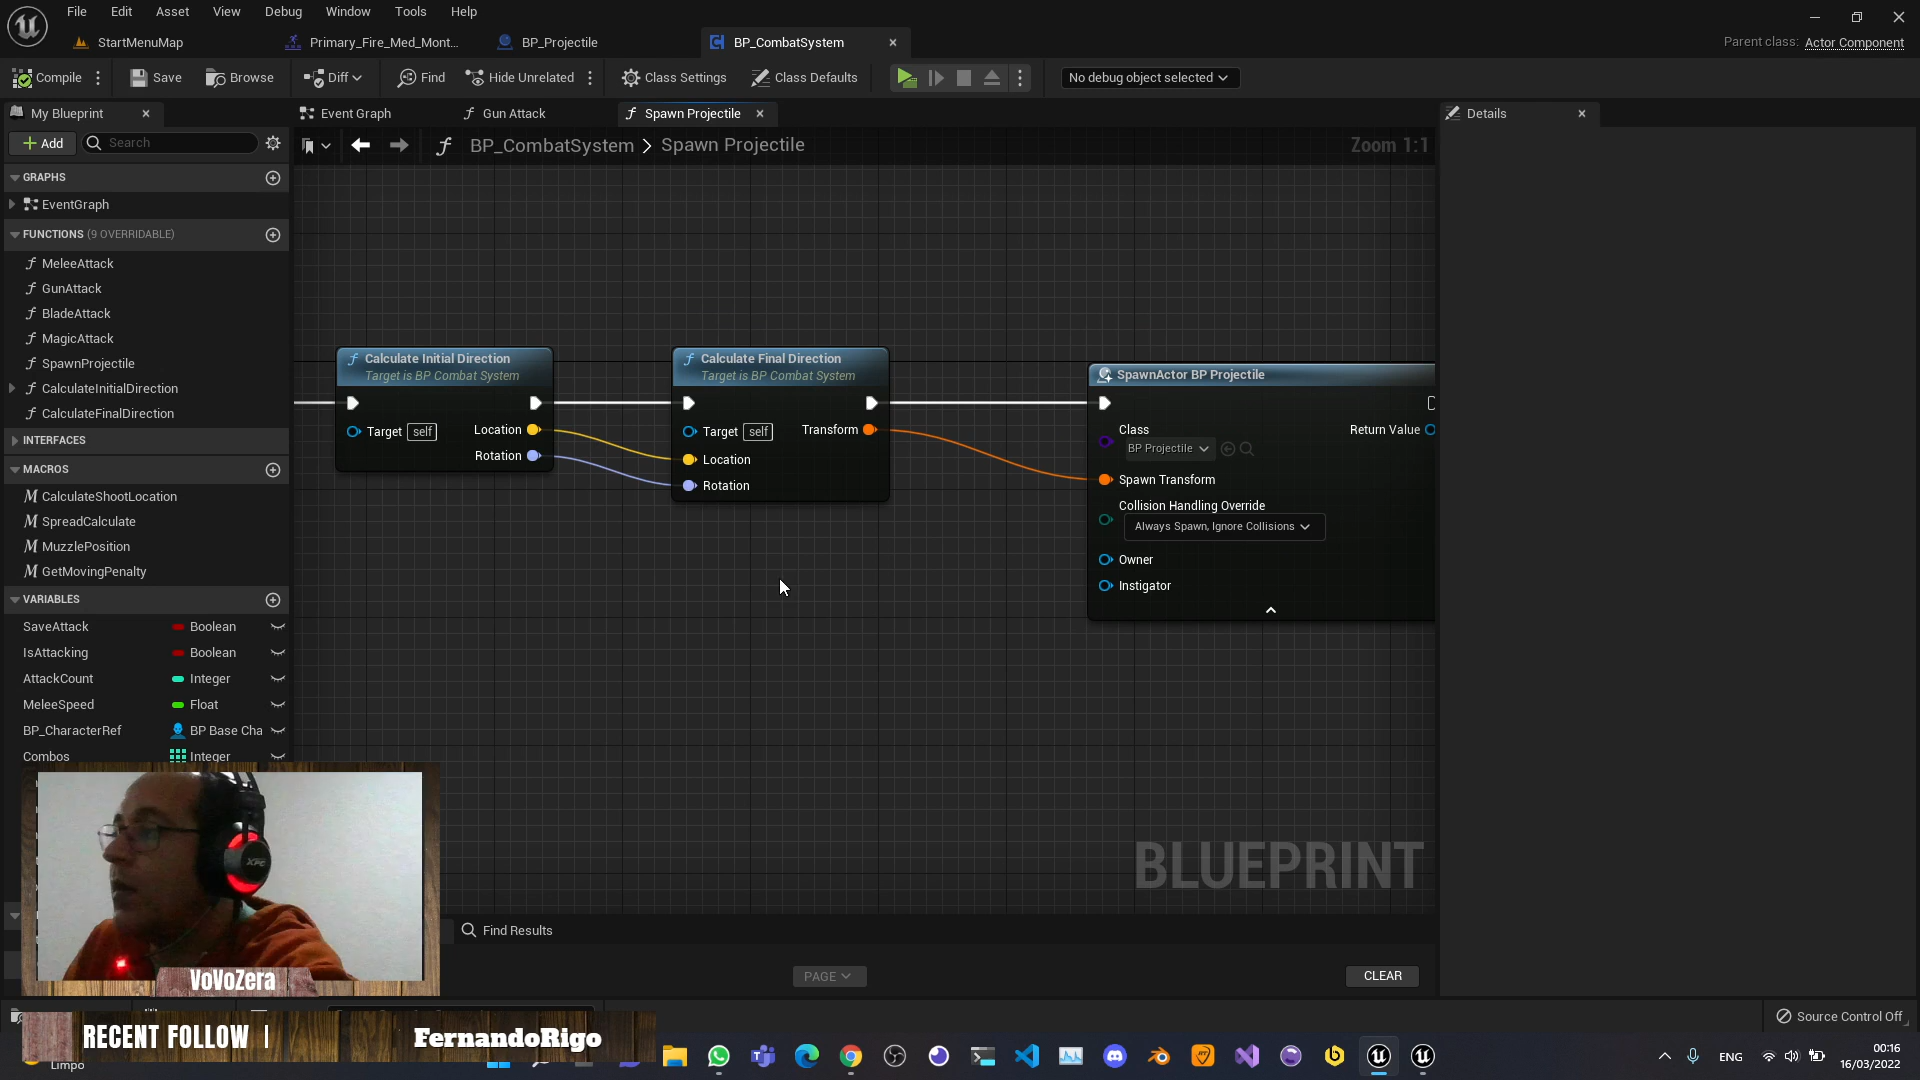 File Edit Asset View Debug Window Tools Help
StartMenuMap Primary_Fire_Med_Mont... BP_Projectile BP_CombatSystem
Parent class: Actor Component
Compile Save Browse Diff Find Hide Unrelated Class Settings Class Defaults No debug object selected
My Blueprint Event Graph Gun Attack Spawn Projectile Details
Add Search
BP_CombatSystem > Spawn Projectile
Zoom 1:1
GRAPHS
EventGraph
FUNCTIONS (9 OVERRIDABLE)
MeleeAttack
GunAttack
BladeAttack
MagicAttack
SpawnProjectile
CalculateInitialDirection
CalculateFinalDirection
INTERFACES
MACROS
CalculateShootLocation
SpreadCalculate
MuzzlePosition
GetMovingPenalty
VARIABLES
SaveAttack Boolean
IsAttacking Boolean
AttackCount Integer
MeleeSpeed Float
BP_CharacterRef BP Base Cha
Combos Integer
Calculate Initial Direction
Target is BP Combat System
Target self Location
Rotation
Calculate Final Direction
Target is BP Combat System
Target self Transform
Location
Rotation
SpawnActor BP Projectile
Class Return Value
BP Projectile
Spawn Transform
Collision Handling Override
Always Spawn, Ignore Collisions
Owner
Instigator
BLUEPRINT
Find Results
PAGE CLEAR
XPC
VoVoZera
Source Control Off
RECENT FOLLOW | FernandoRigo
Limpo
ENG
00:16
16/03/2022